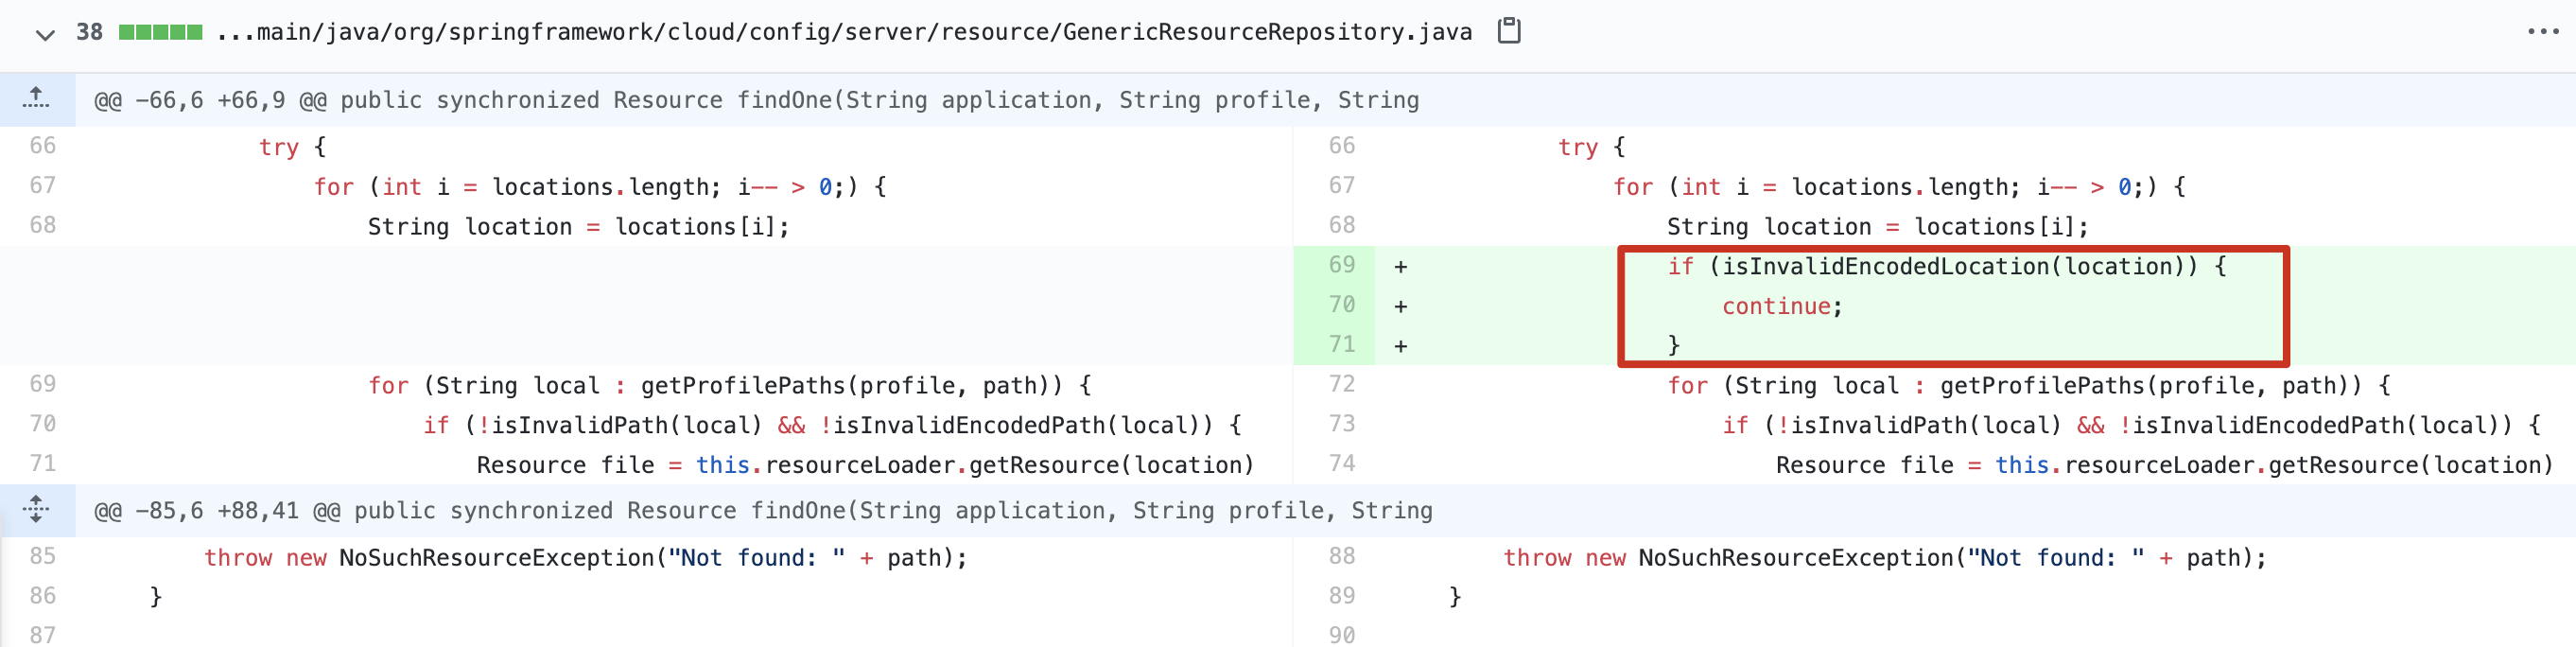 38 ...main/java/org/springframework/cloud/config/server/resource/GenericResourceRepository.java
@@ -66,6 +66,9 @@ public synchronized Resource findOne(String application, String profile, String
66 try {
67 for (int i = locations.length; i-- > 0;) {
68 String location = locations[i];
69 for (String local : getProfilePaths(profile, path)) {
70 if (!isInvalidPath(local) && !isInvalidEncodedPath(local)) {
71 Resource file = this.resourceLoader.getResource(location)
66 try {
67 for (int i = locations.length; i-- > 0;) {
68 String location = locations[i];
69 + if (isInvalidEncodedLocation(location)) {
70 + continue;
71 + }
72 for (String local : getProfilePaths(profile, path)) {
73 if (!isInvalidPath(local) && !isInvalidEncodedPath(local)) {
74 Resource file = this.resourceLoader.getResource(location)
@@ -85,6 +88,41 @@ public synchronized Resource findOne(String application, String profile, String
85 throw new NoSuchResourceException("Not found: " + path);
86 }
87
88 throw new NoSuchResourceException("Not found: " + path);
89 }
90